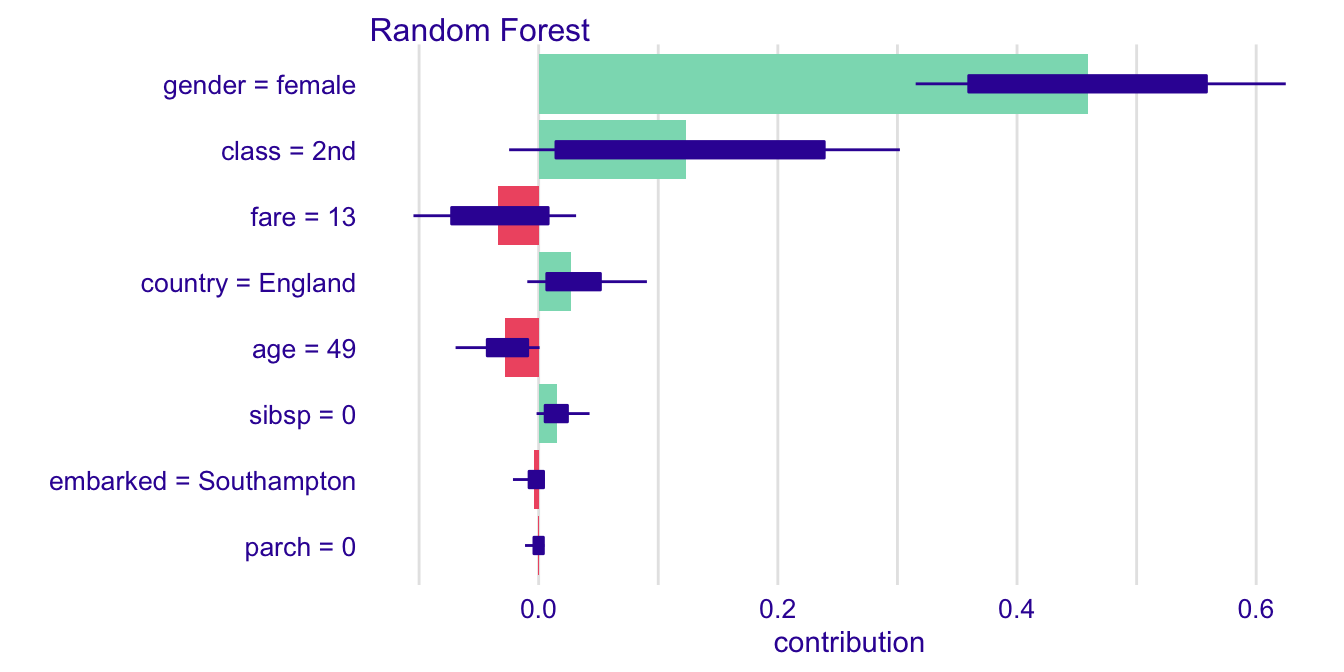 Random Forest
gender = female
class = 2nd
fare = 13
country = England
age = 49
sibsp = 0
embarked = Southampton
parch = 0
0.0 0.2 0.4 0.6
contribution